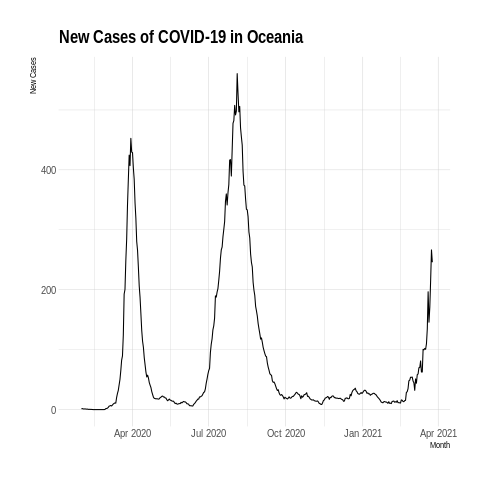 New Cases of COVID-19 in Oceania
New Cases
400
200
0
Apr 2020 Jul 2020 Oct 2020 Jan 2021 Apr 2021
Month